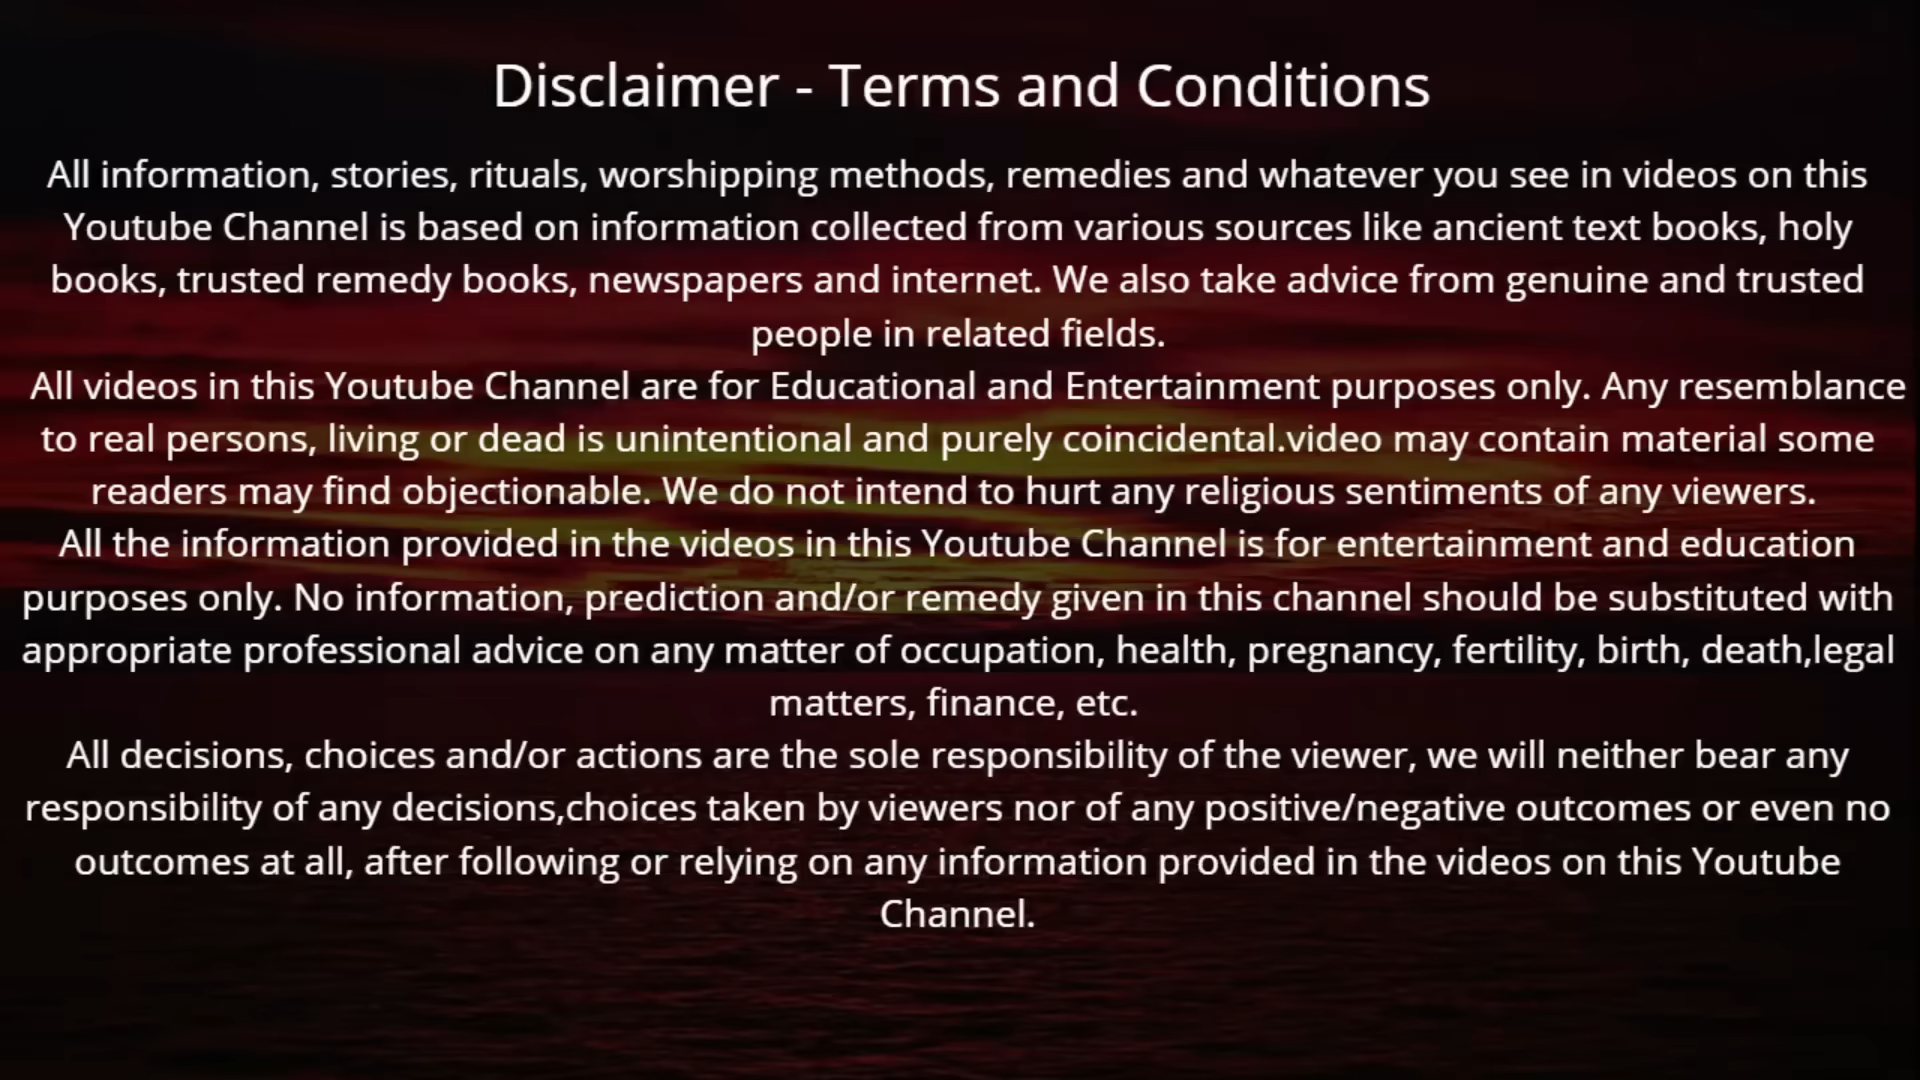 Disclaimer - Terms and Conditions
All information, stories, rituals, worshipping methods, remedies and whatever you see in videos on this
Youtube Channel is based on information collected from various sources like ancient text books, holy
books, trusted remedy books, newspapers and internet. We also take advice from genuine and trusted
people in related fields.
All videos in this Youtube Channel are for Educational and Entertainment purposes only. Any resemblance
to real persons, living or dead is unintentional and purely coincidental.video may contain material some
readers may find objectionable. We do not intend to hurt any religious sentiments of any viewers.
All the information provided in the videos in this Youtube Channel is for entertainment and education
purposes only. No information, prediction and/or remedy given in this channel should be substituted with
appropriate professional advice on any matter of occupation, health, pregnancy, fertility, birth, death,legal
matters, finance, etc.
All decisions, choices and/or actions are the sole responsibility of the viewer, we will neither bear any
responsibility of any decisions,choices taken by viewers nor of any positive/negative outcomes or even no
outcomes at all, after following or relying on any information provided in the videos on this Youtube
Channel.